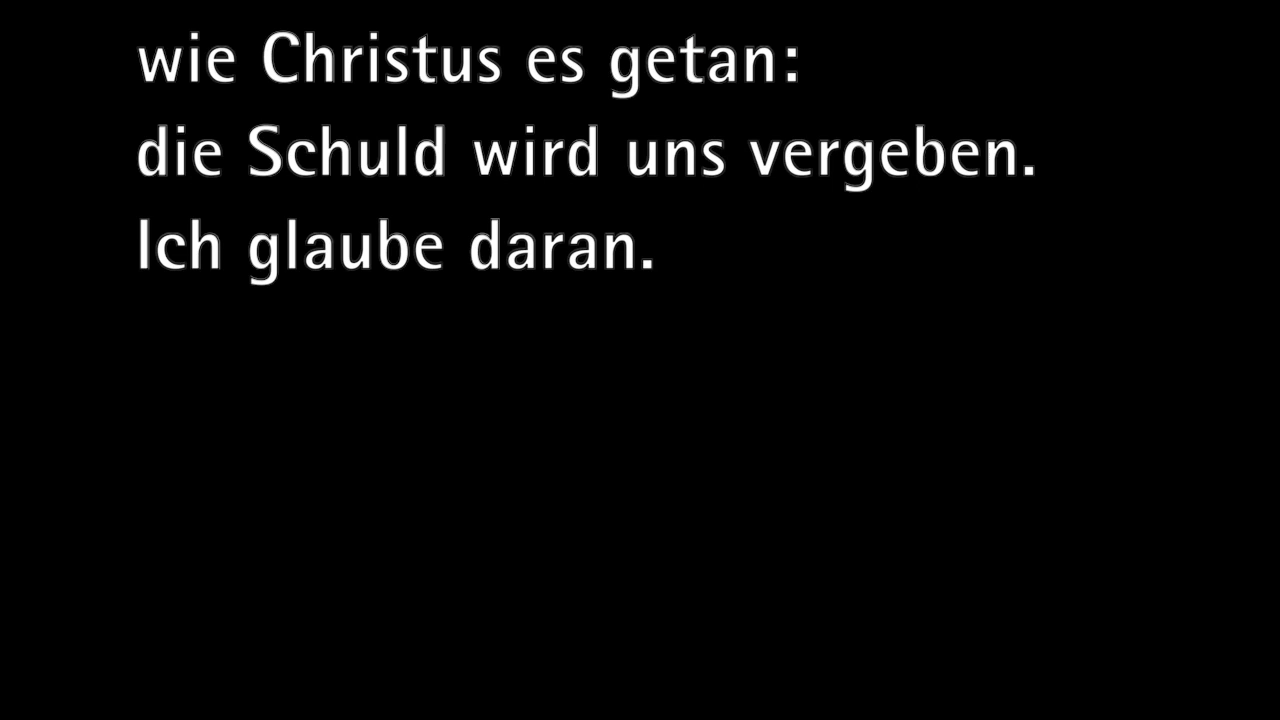 wie Christus es getan:
die Schuld wird uns vergeben.
Ich glaube daran.